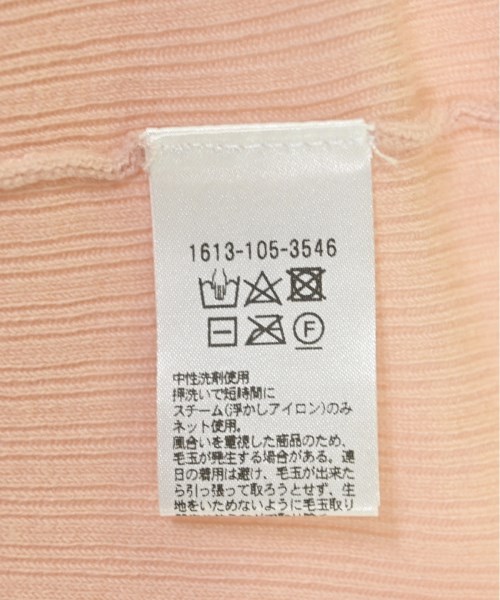 1613-105-3546
F
中性洗剤使用
押洗いで短時間に
スチーム(浮かしアイロン)のみ
ネット使用。
風合いを重視した商品のため、
毛玉が発生する場合がある。連
日の着用は避け、毛玉が出来た
ら引っ張って取ろうとせず、生
地をいためないように毛玉取り